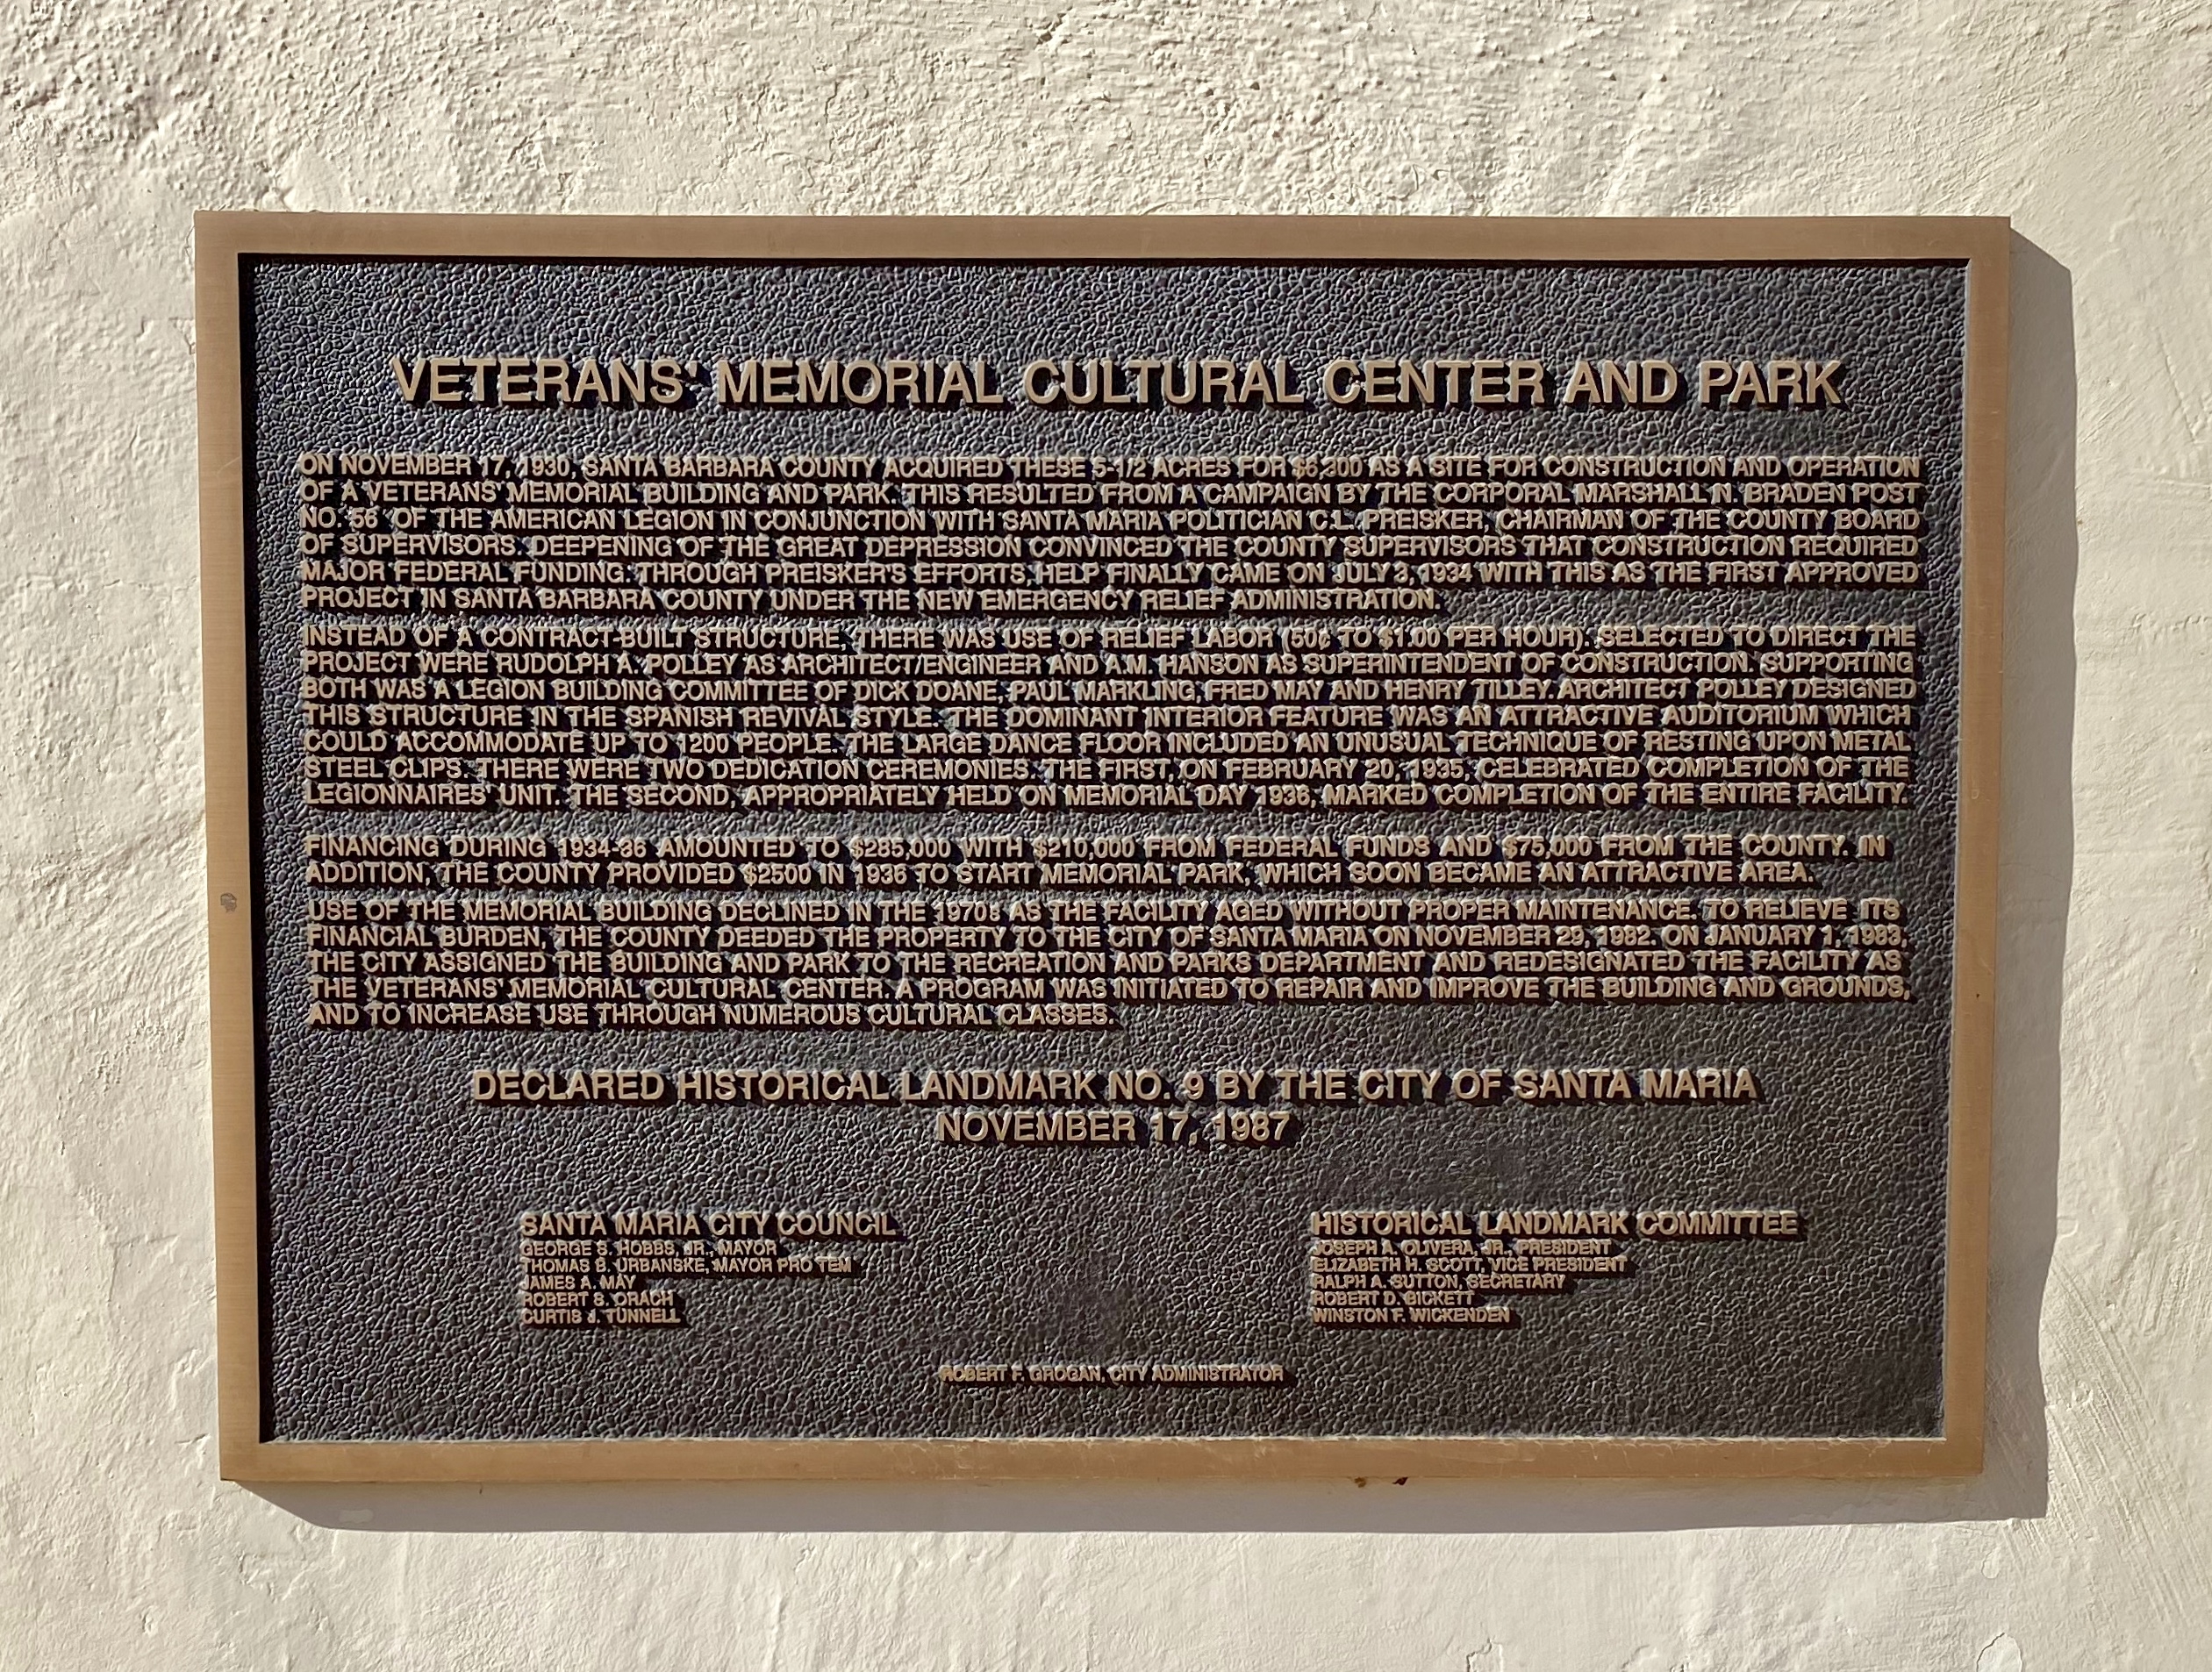 VETERANS' MEMORIAL CULTURAL CENTER AND PARK
ON NOVEMBER 17, 1930, SANTA BARBARA COUNTY ACQUIRED THESE 5-1/2 ACRES FOR $6,300 AS A SITE FOR CONSTRUCTION AND OPERATION
OF A VETERANS' MEMORIAL BUILDING AND PARK. THIS RESULTED FROM A CAMPAIGN BY THE CORPORAL MARSHALL N. BRADEN POST
NO. 56 OF THE AMERICAN LEGION IN CONJUNCTION WITH SANTA MARIA POLITICIAN C.L. PREISKER, CHAIRMAN OF THE COUNTY BOARD
OF SUPERVISORS. DEEPENING OF THE GREAT DEPRESSION CONVINCED THE COUNTY SUPERVISORS THAT CONSTRUCTION REQUIRED
MAJOR FEDERAL FUNDING. THROUGH PREISKER'S EFFORTS, HELP FINALLY CAME ON JULY 3, 1934 WITH THIS AS THE FIRST APPROVED
PROJECT IN SANTA BARBARA COUNTY UNDER THE NEW EMERGENCY RELIEF ADMINISTRATION.
INSTEAD OF A CONTRACT-BUILT STRUCTURE, THERE WAS USE OF RELIEF LABOR (50¢ TO $1.00 PER HOUR). SELECTED TO DIRECT THE
PROJECT WERE RUDOLPH A. POLLEY AS ARCHITECT/ENGINEER AND A.M. HANSON AS SUPERINTENDENT OF CONSTRUCTION. SUPPORTING
BOTH WAS A LEGION BUILDING COMMITTEE OF DICK DOANE, PAUL MARKLING, FRED MAY AND HENRY TILLEY. ARCHITECT POLLEY DESIGNED
THIS STRUCTURE IN THE SPANISH REVIVAL STYLE. THE DOMINANT INTERIOR FEATURE WAS AN ATTRACTIVE AUDITORIUM WHICH
COULD ACCOMMODATE UP TO 1200 PEOPLE. THE LARGE DANCE FLOOR INCLUDED AN UNUSUAL TECHNIQUE OF RESTING UPON METAL
STEEL CLIPS. THERE WERE TWO DEDICATION CEREMONIES. THE FIRST, ON FEBRUARY 20, 1935, CELEBRATED COMPLETION OF THE
LEGIONNAIRES' UNIT. THE SECOND, APPROPRIATELY HELD ON MEMORIAL DAY 1936, MARKED COMPLETION OF THE ENTIRE FACILITY.
FINANCING DURING 1934-36 AMOUNTED TO $285,000 WITH $210,000 FROM FEDERAL FUNDS AND $75,000 FROM THE COUNTY. IN
ADDITION, THE COUNTY PROVIDED $2500 IN 1936 TO START MEMORIAL PARK, WHICH SOON BECAME AN ATTRACTIVE AREA.
USE OF THE MEMORIAL BUILDING DECLINED IN THE 1970s AS THE FACILITY AGED WITHOUT PROPER MAINTENANCE. TO RELIEVE ITS
FINANCIAL BURDEN, THE COUNTY DEEDED THE PROPERTY TO THE CITY OF SANTA MARIA ON NOVEMBER 29, 1982. ON JANUARY 1, 1983,
THE CITY ASSIGNED THE BUILDING AND PARK TO THE RECREATION AND PARKS DEPARTMENT AND REDESIGNATED THE FACILITY AS
THE VETERANS' MEMORIAL CULTURAL CENTER. A PROGRAM WAS INITIATED TO REPAIR AND IMPROVE THE BUILDING AND GROUNDS,
AND TO INCREASE USE THROUGH NUMEROUS CULTURAL CLASSES.
DECLARED HISTORICAL LANDMARK NO. 9 BY THE CITY OF SANTA MARIA
NOVEMBER 17, 1987
SANTA MARIA CITY COUNCIL
GEORGE S. HOBBS, JR., MAYOR
THOMAS B. URBANSKE, MAYOR PRO TEM
JAMES A. MAY
ROBERT S. ORACH
CURTIS J. TUNNELL
HISTORICAL LANDMARK COMMITTEE
JOSEPH A. OLIVERA, JR., PRESIDENT
ELIZABETH H. SCOTT, VICE PRESIDENT
RALPH A. SUTTON, SECRETARY
ROBERT D. BICKETT
WINSTON F. WICKENDEN
ROBERT F. GROGAN, CITY ADMINISTRATOR